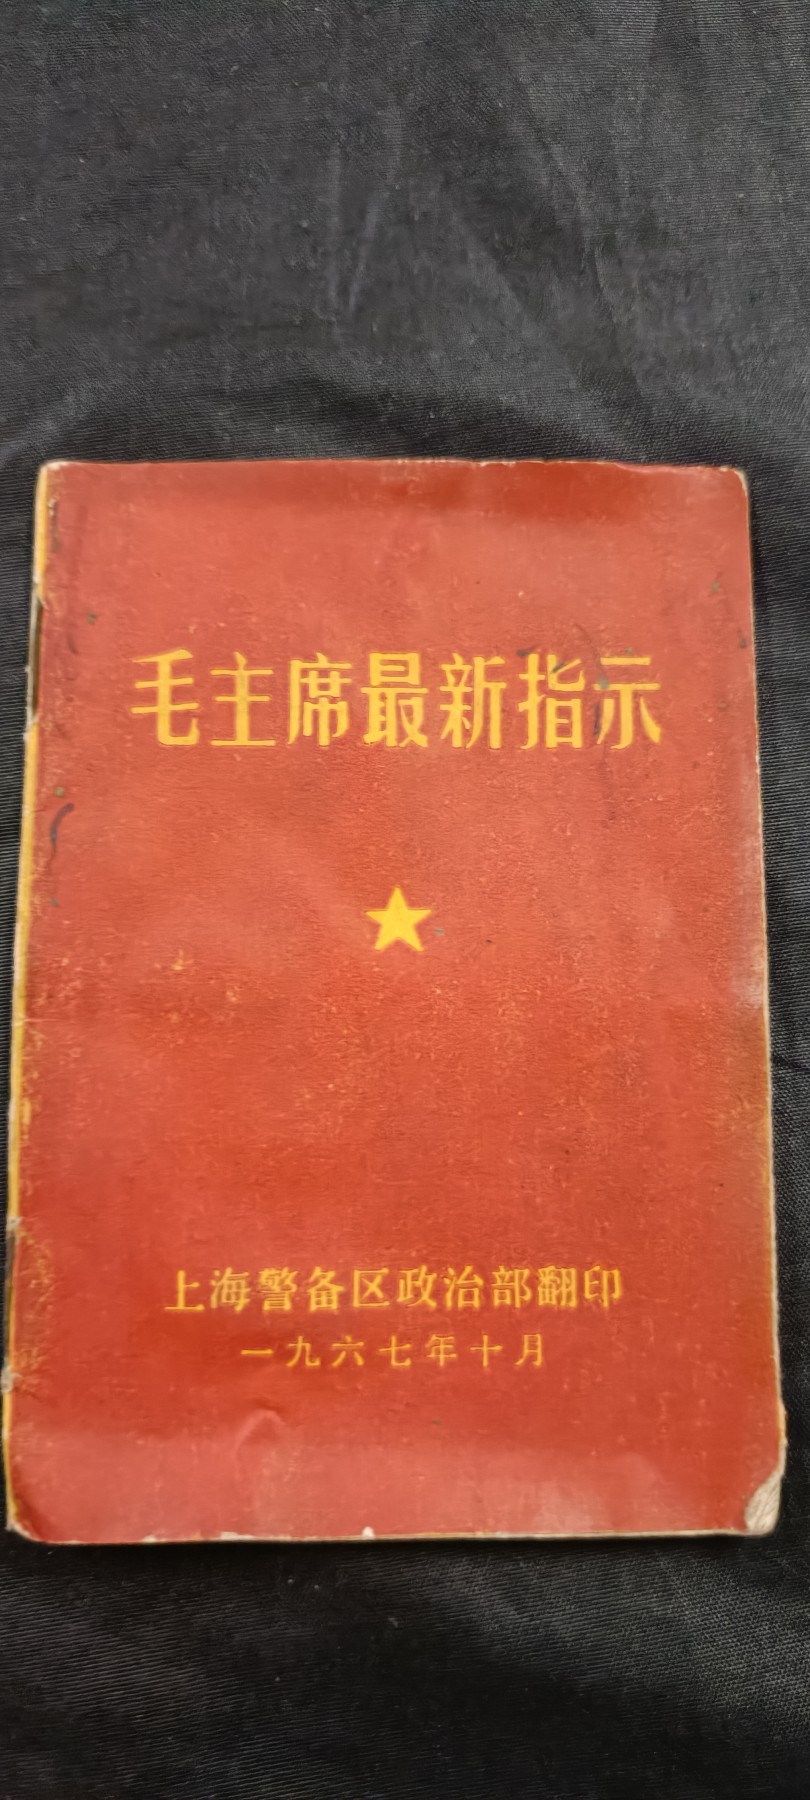 毛主席最新指示
上海警备区政治部翻印
一九六七年十月